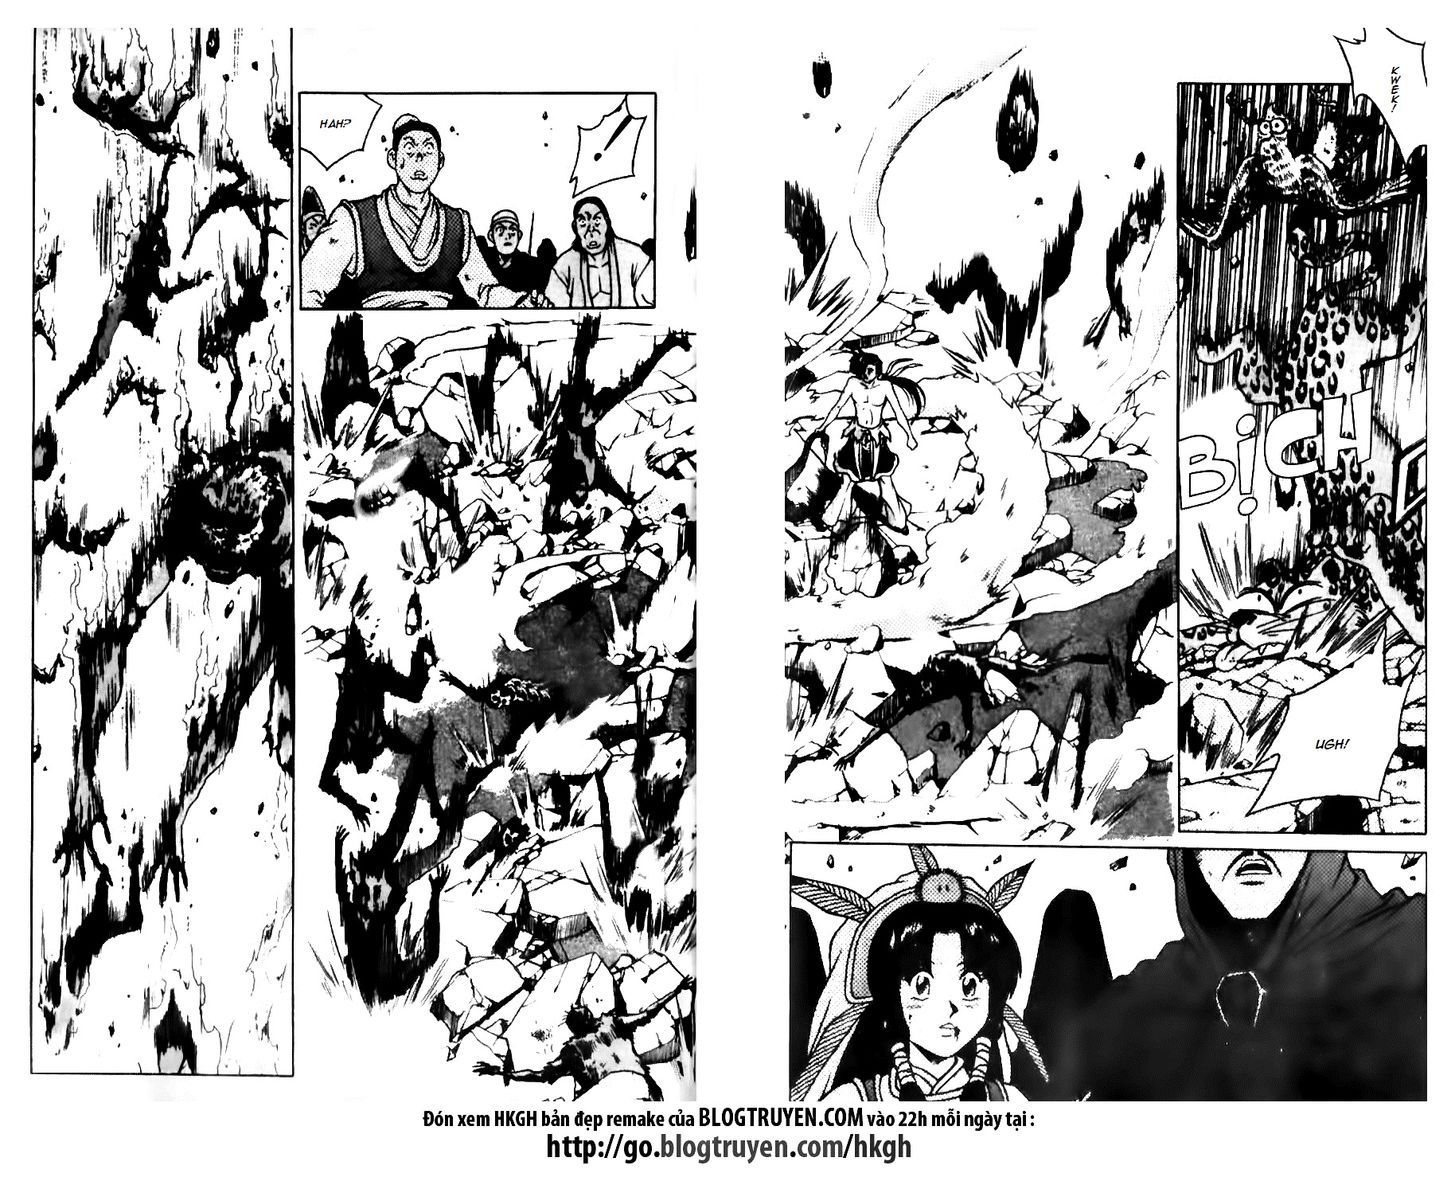 KWEK!
BỊCH
UGH!
HAH?
!
Đón xem HKGH bản đẹp remake của BLOGTRUYEN.COM vào 22h mỗi ngày tại :
http://go.blogtruyen.com/hkgh